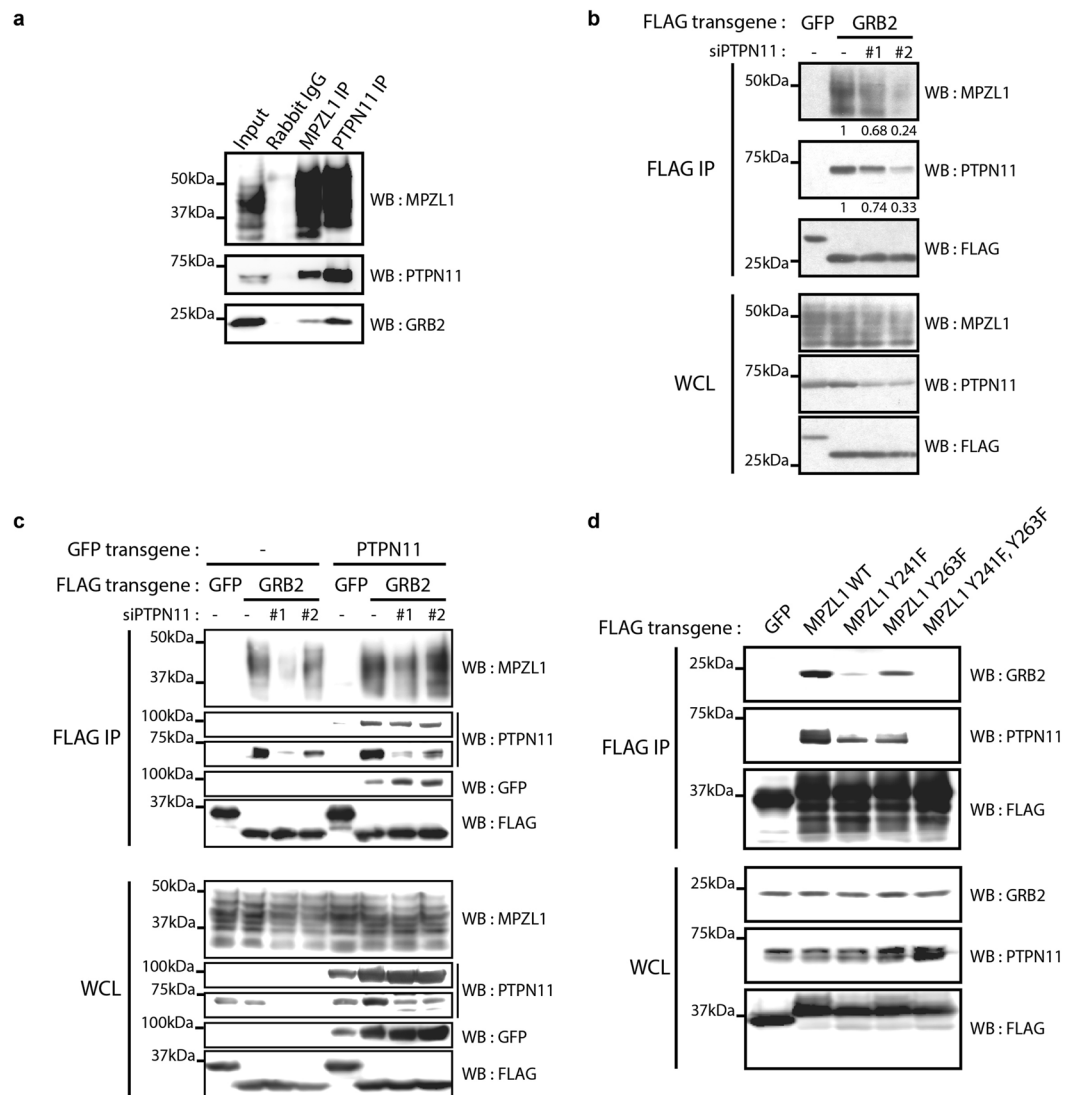 a
Input
Rabbit IgG
MPZL1 IP
PTPN11 IP
50kDa
37kDa
WB : MPZL1
75kDa
WB : PTPN11
25kDa
WB : GRB2
b
FLAG transgene : GFP GRB2
siPTPN11 : - - #1 #2
FLAG IP
50kDa
WB : MPZL1
1 0.68 0.24
75kDa
WB : PTPN11
1 0.74 0.33
25kDa
WB : FLAG
WCL
50kDa
WB : MPZL1
75kDa
WB : PTPN11
25kDa
WB : FLAG
c
GFP transgene : - PTPN11
FLAG transgene : GFP GRB2 GFP GRB2
siPTPN11 : - - #1 #2 - - #1 #2
FLAG IP
50kDa
37kDa
WB : MPZL1
100kDa
75kDa
WB : PTPN11
100kDa
WB : GFP
37kDa
WB : FLAG
WCL
50kDa
37kDa
WB : MPZL1
100kDa
75kDa
WB : PTPN11
100kDa
WB : GFP
37kDa
WB : FLAG
d
FLAG transgene :
GFP
MPZL1 WT
MPZL1 Y241F
MPZL1 Y263F
MPZL1 Y241F, Y263F
FLAG IP
25kDa
WB : GRB2
75kDa
WB : PTPN11
37kDa
WB : FLAG
WCL
25kDa
WB : GRB2
75kDa
WB : PTPN11
37kDa
WB : FLAG